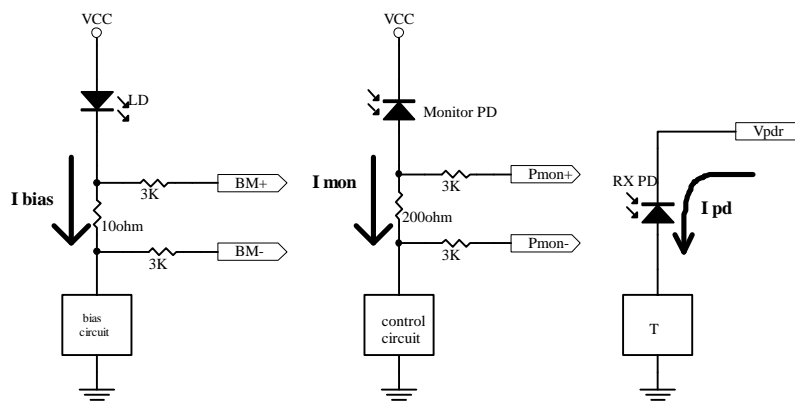 VCC
LD
I bias
3K
BM+
10ohm
3K
BM-
bias
circuit
VCC
Monitor PD
I mon
3K
Pmon+
200ohm
3K
Pmon-
control
circuit
Vpdr
RX PD
I pd
T